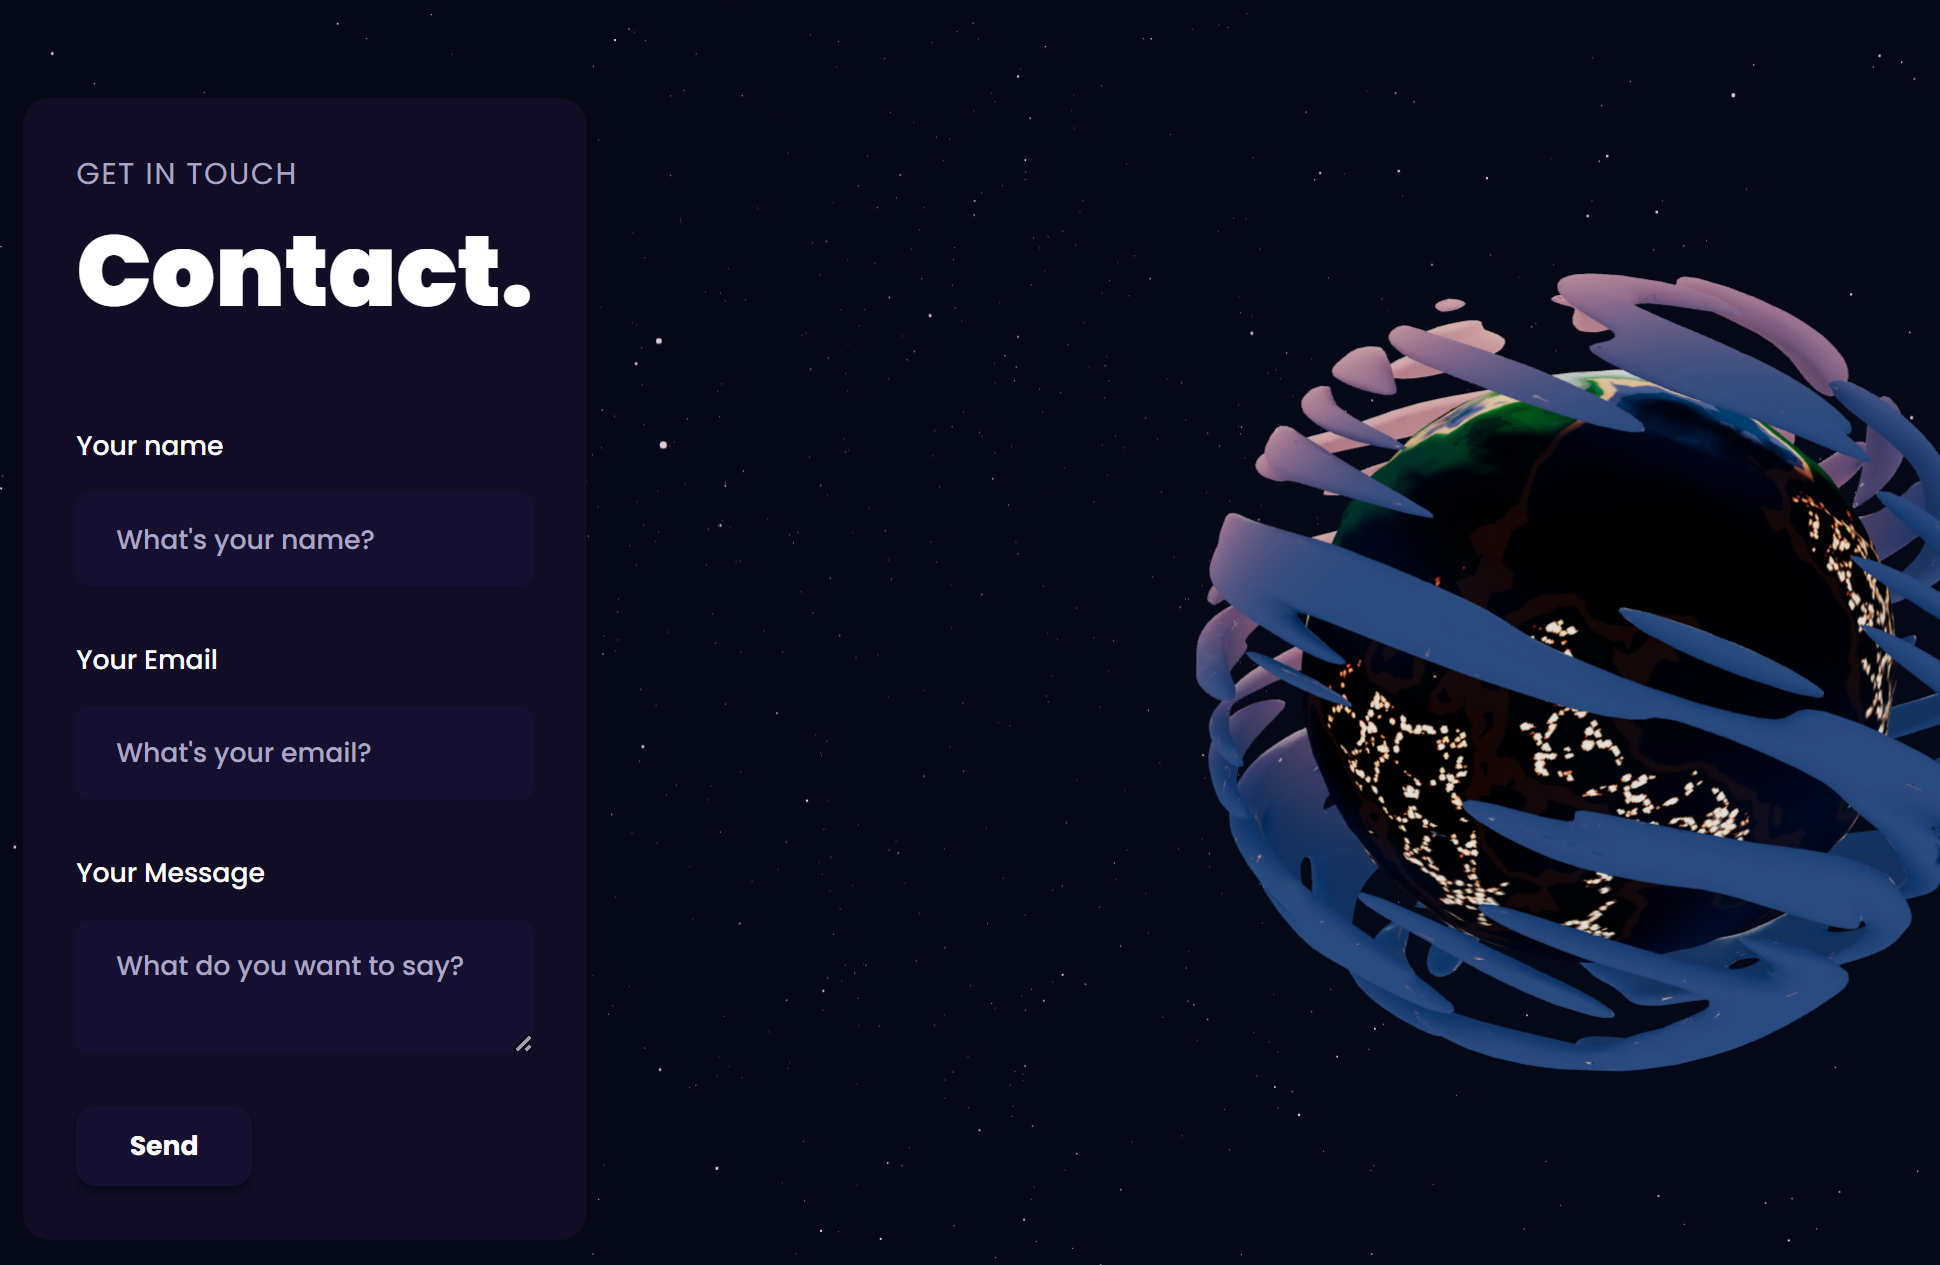 GET IN TOUCH
Contact.
Your name
What's your name?
Your Email
What's your email?
Your Message
What do you want to say?
Send